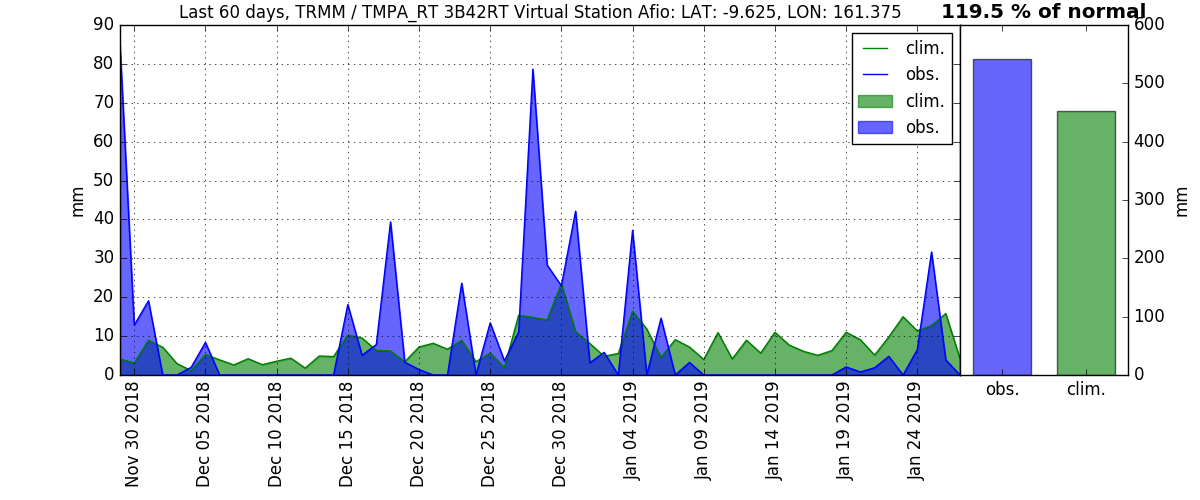 Last 60 days, TRMM / TMPA_RT 3B42RT Virtual Station Afio: LAT: -9.625, LON: 161.375
119.5 % of normal
90
80
70
60
50
40
30
20
10
0
mm
clim.
obs.
clim.
obs.
600
500
400
300
200
100
0
mm
Nov 30 2018
Dec 05 2018
Dec 10 2018
Dec 15 2018
Dec 20 2018
Dec 25 2018
Dec 30 2018
Jan 04 2019
Jan 09 2019
Jan 14 2019
Jan 19 2019
Jan 24 2019
obs.
clim.